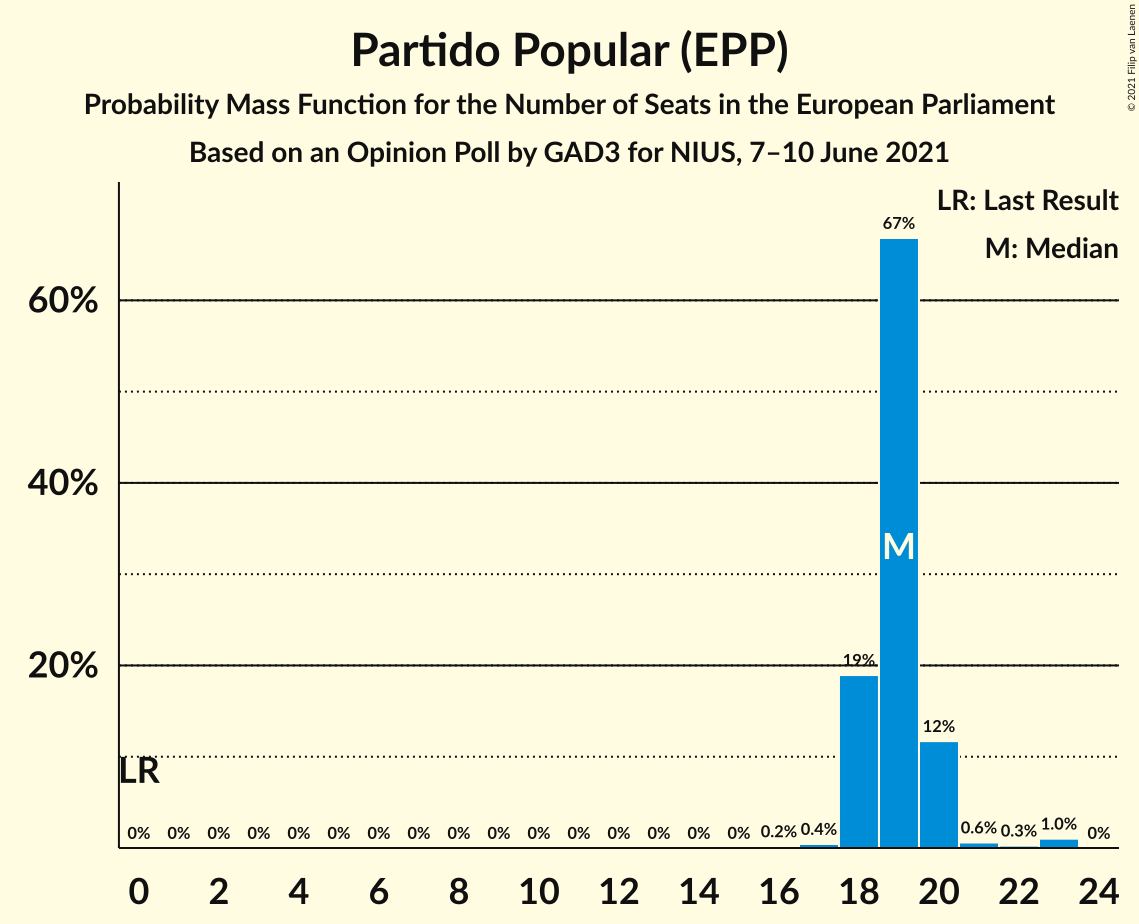 Partido Popular (EPP)
Probability Mass Function for the Number of Seats in the European Parliament
Based on an Opinion Poll by GAD3 for NIUS, 7–10 June 2021
© 2021 Filip van Laenen
LR: Last Result
M: Median
67%
60%
M
40%
19%
20%
12%
LR
0% 0% 0% 0% 0% 0% 0% 0% 0% 0% 0% 0% 0% 0% 0% 0% 0.2% 0.4% 0.6% 0.3% 1.0% 0%
0 2 4 6 8 10 12 14 16 18 20 22 24